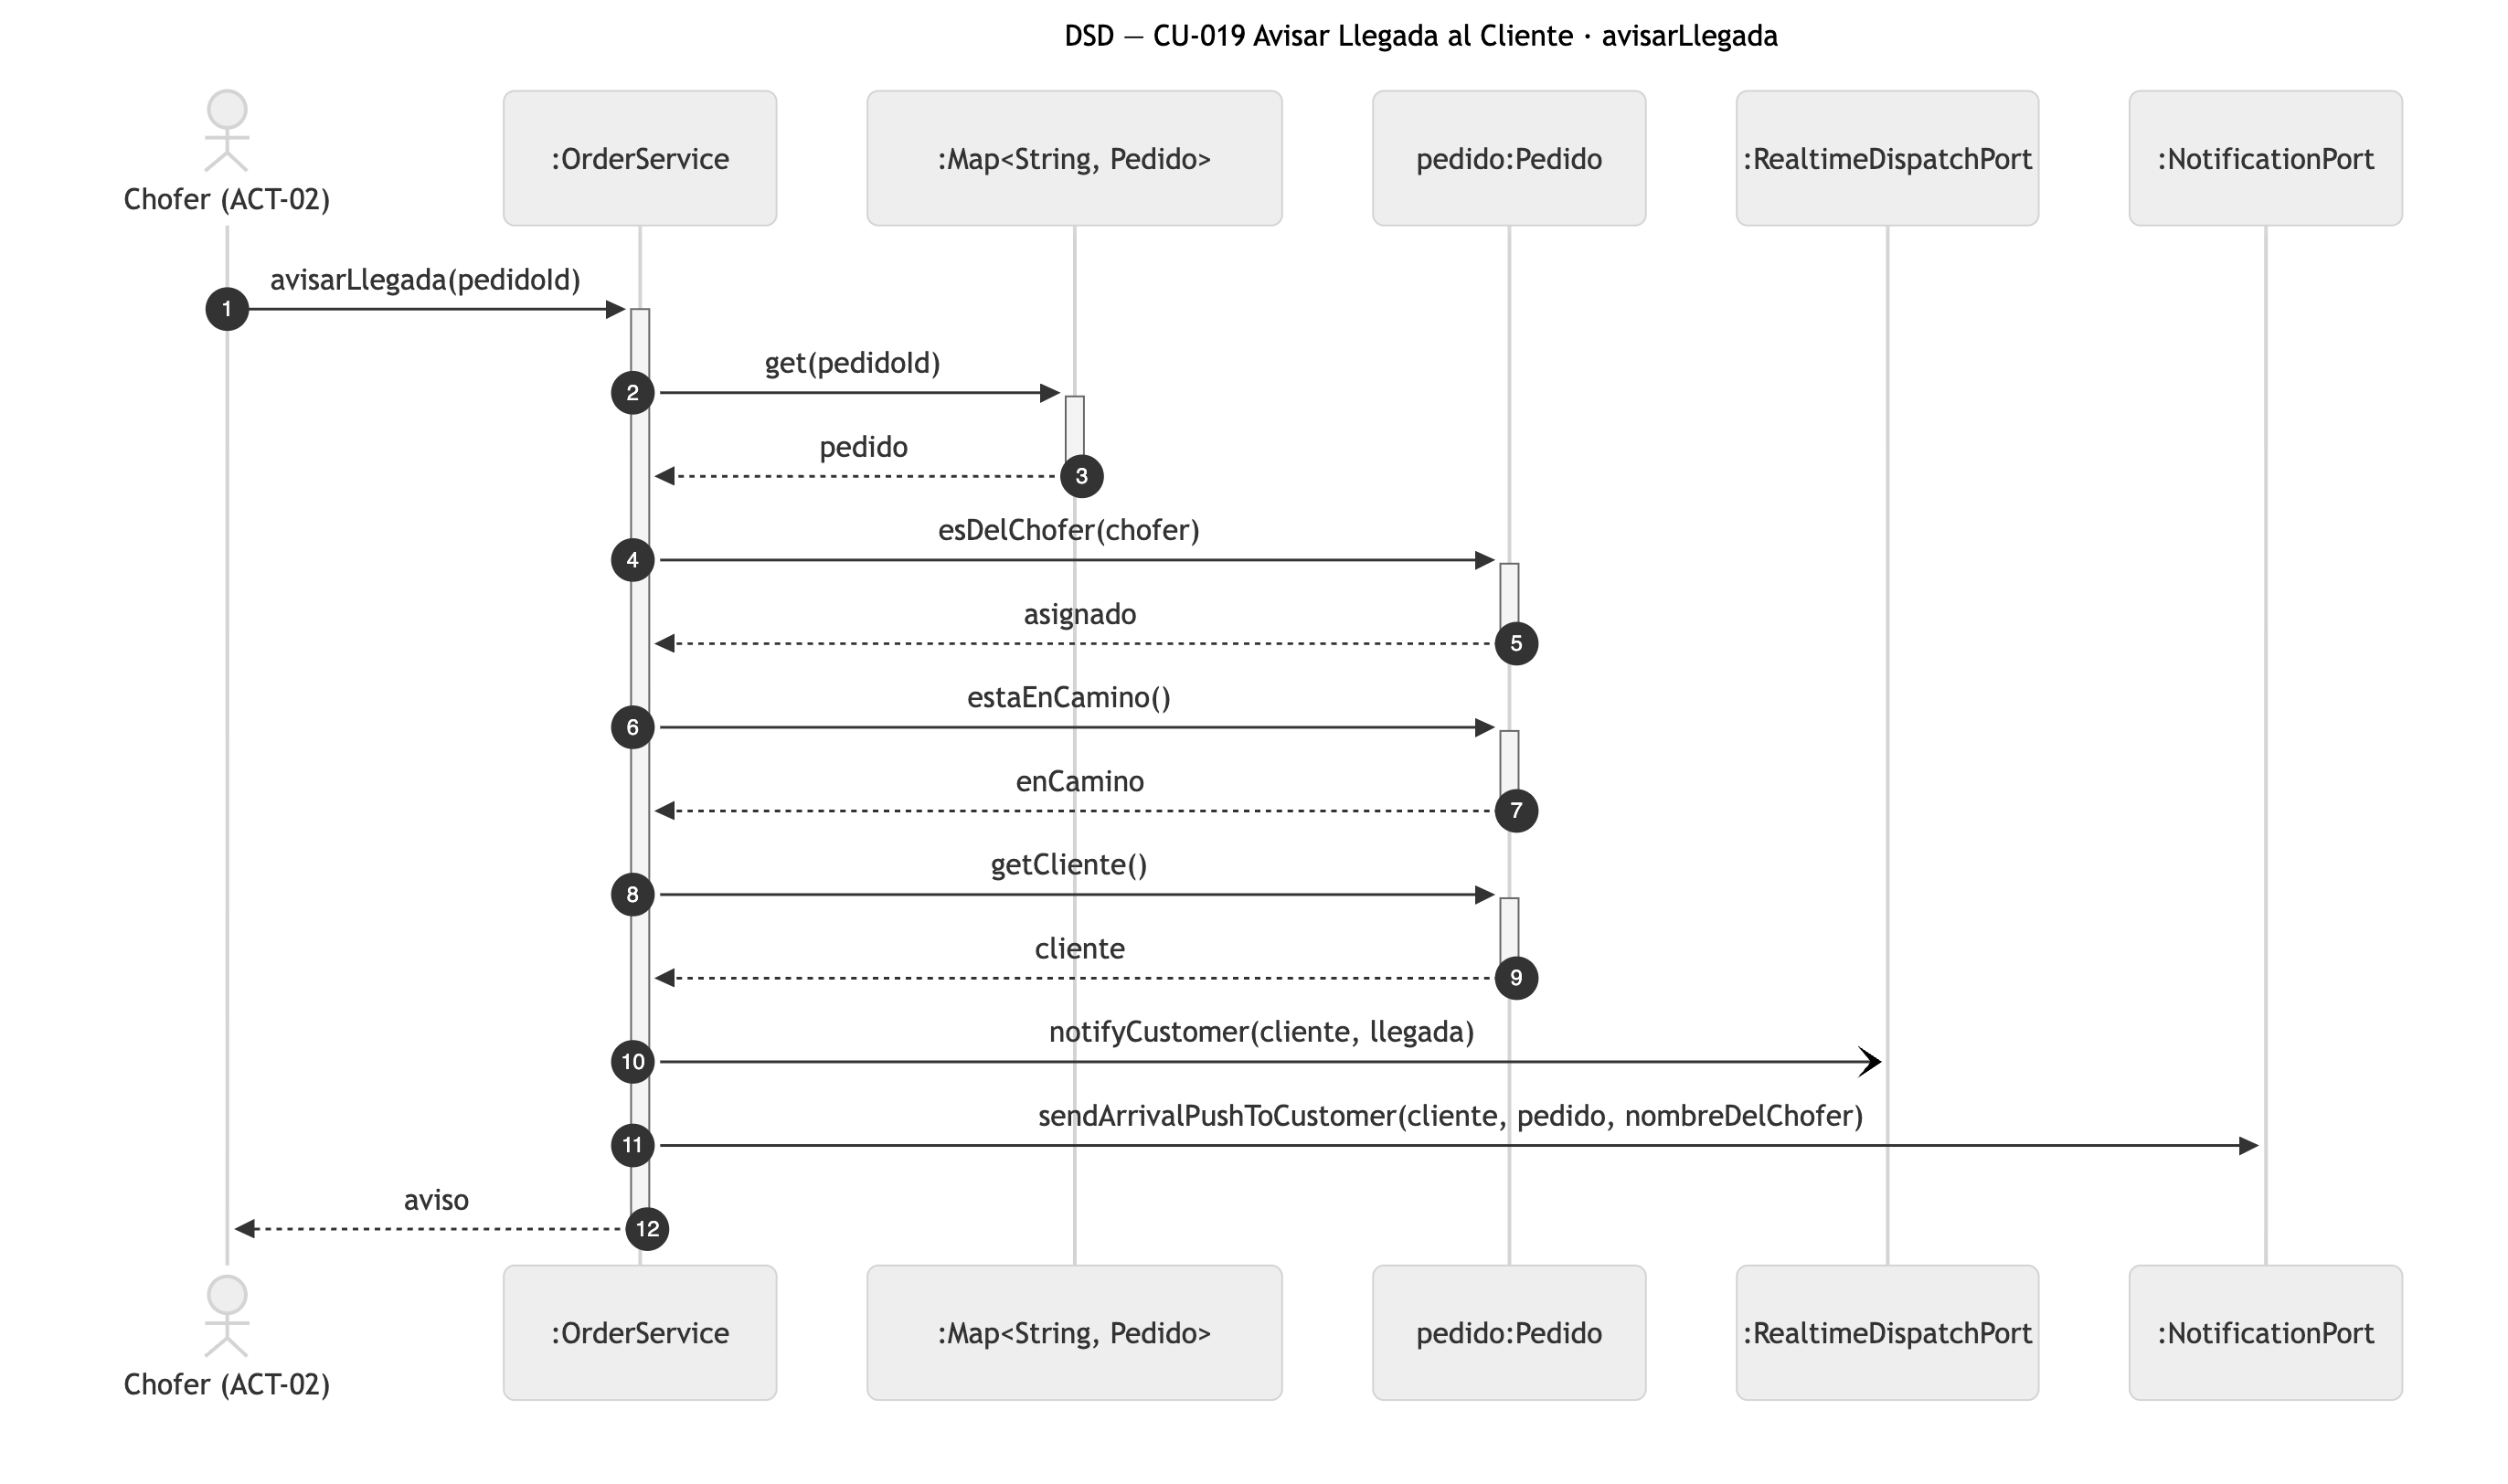 DSD — CU-019 Avisar Llegada al Cliente · avisarLlegada
Chofer (ACT-02)
:OrderService
:Map<String, Pedido>
pedido:Pedido
:RealtimeDispatchPort
:NotificationPort
avisarLlegada(pedidoId)
1
get(pedidoId)
2
pedido
3
esDelChofer(chofer)
4
asignado
5
estaEnCamino()
6
enCamino
7
getCliente()
8
cliente
9
notifyCustomer(cliente, llegada)
10
sendArrivalPushToCustomer(cliente, pedido, nombreDelChofer)
11
aviso
12
Chofer (ACT-02)
:OrderService
:Map<String, Pedido>
pedido:Pedido
:RealtimeDispatchPort
:NotificationPort